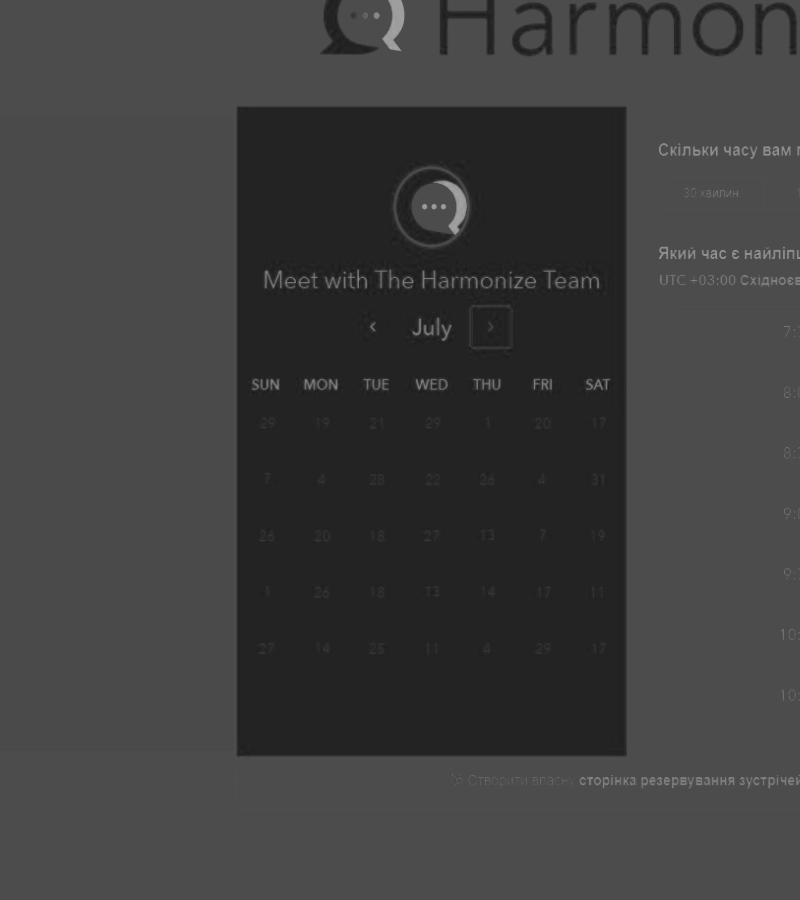 Harmon
Meet with The Harmonize Team
July
SUN MON TUE WED THU FRI SAT
29 19 21 29 1 20 17
7 4 28 22 26 4 31
26 20 18 27 13 7 19
1 26 18 13 14 17 11
27 14 25 11 4 29 17
Скільки часу вам
30 хвилин
Який час є найліпш
UTC +03:00 Східноєв
7:
8:
8:
9:
9:
10:
10:
Створити власну сторінка резервування зустрічей